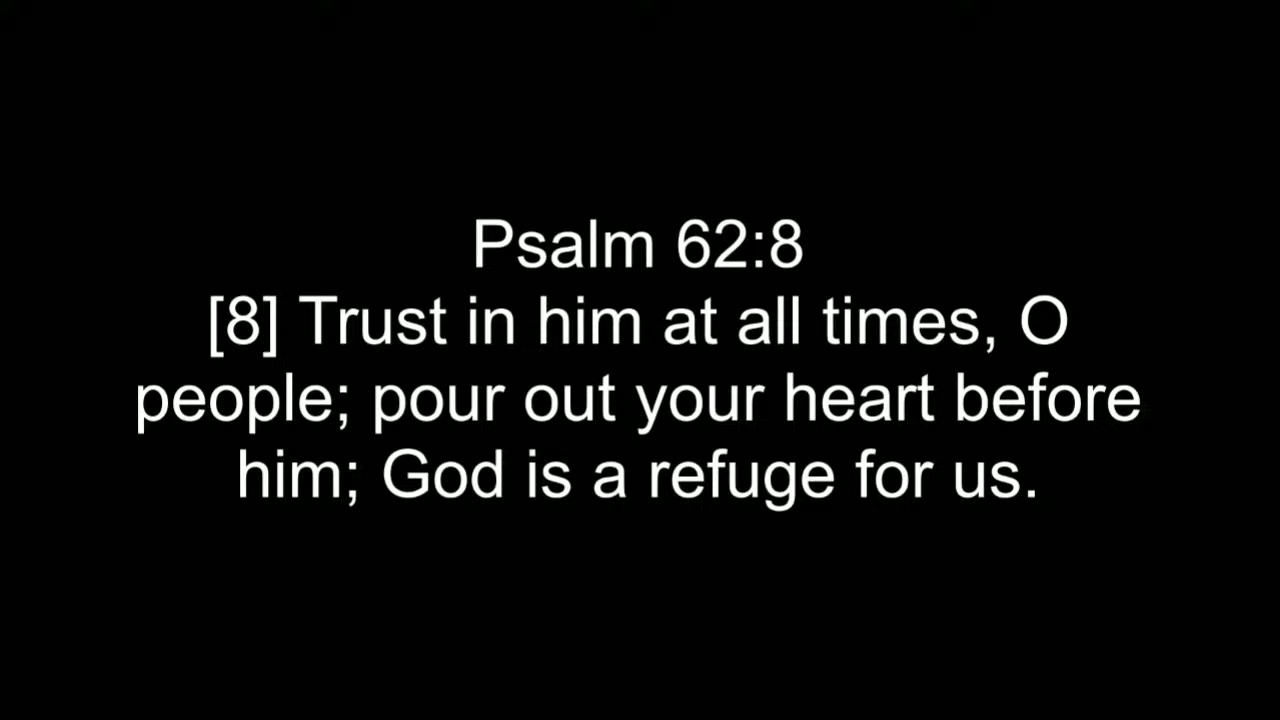 Psalm 62:8
[8] Trust in him at all times, O
people; pour out your heart before
him; God is a refuge for us.